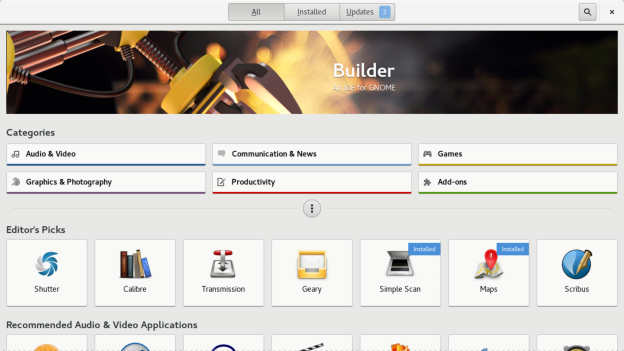 All Installed Updates 2
Builder
An IDE for GNOME
Categories
Audio & Video Communication & News Games
Graphics & Photography Productivity Add-ons
Editor's Picks
Installed Installed
Shutter Calibre Transmission Geary Simple Scan Maps Scribus
Recommended Audio & Video Applications